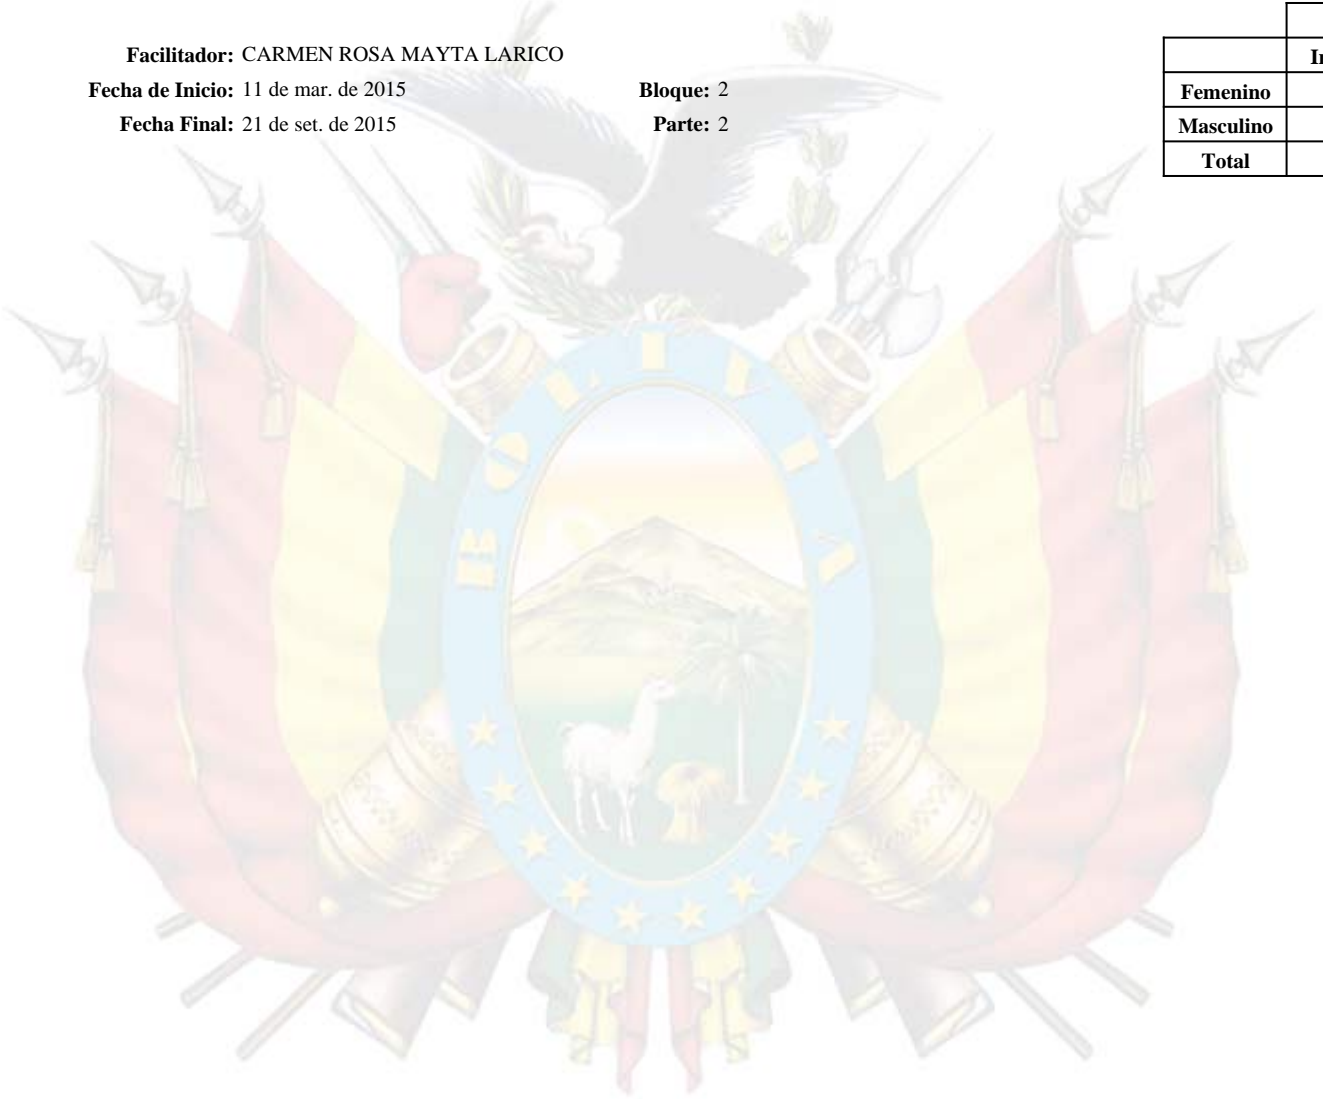 Facilitador: CARMEN ROSA MAYTA LARICO
Fecha de Inicio: 11 de mar. de 2015 Bloque: 2
Fecha Final: 21 de set. de 2015 Parte: 2
Femenino
Masculino
Total
BOLIVIA